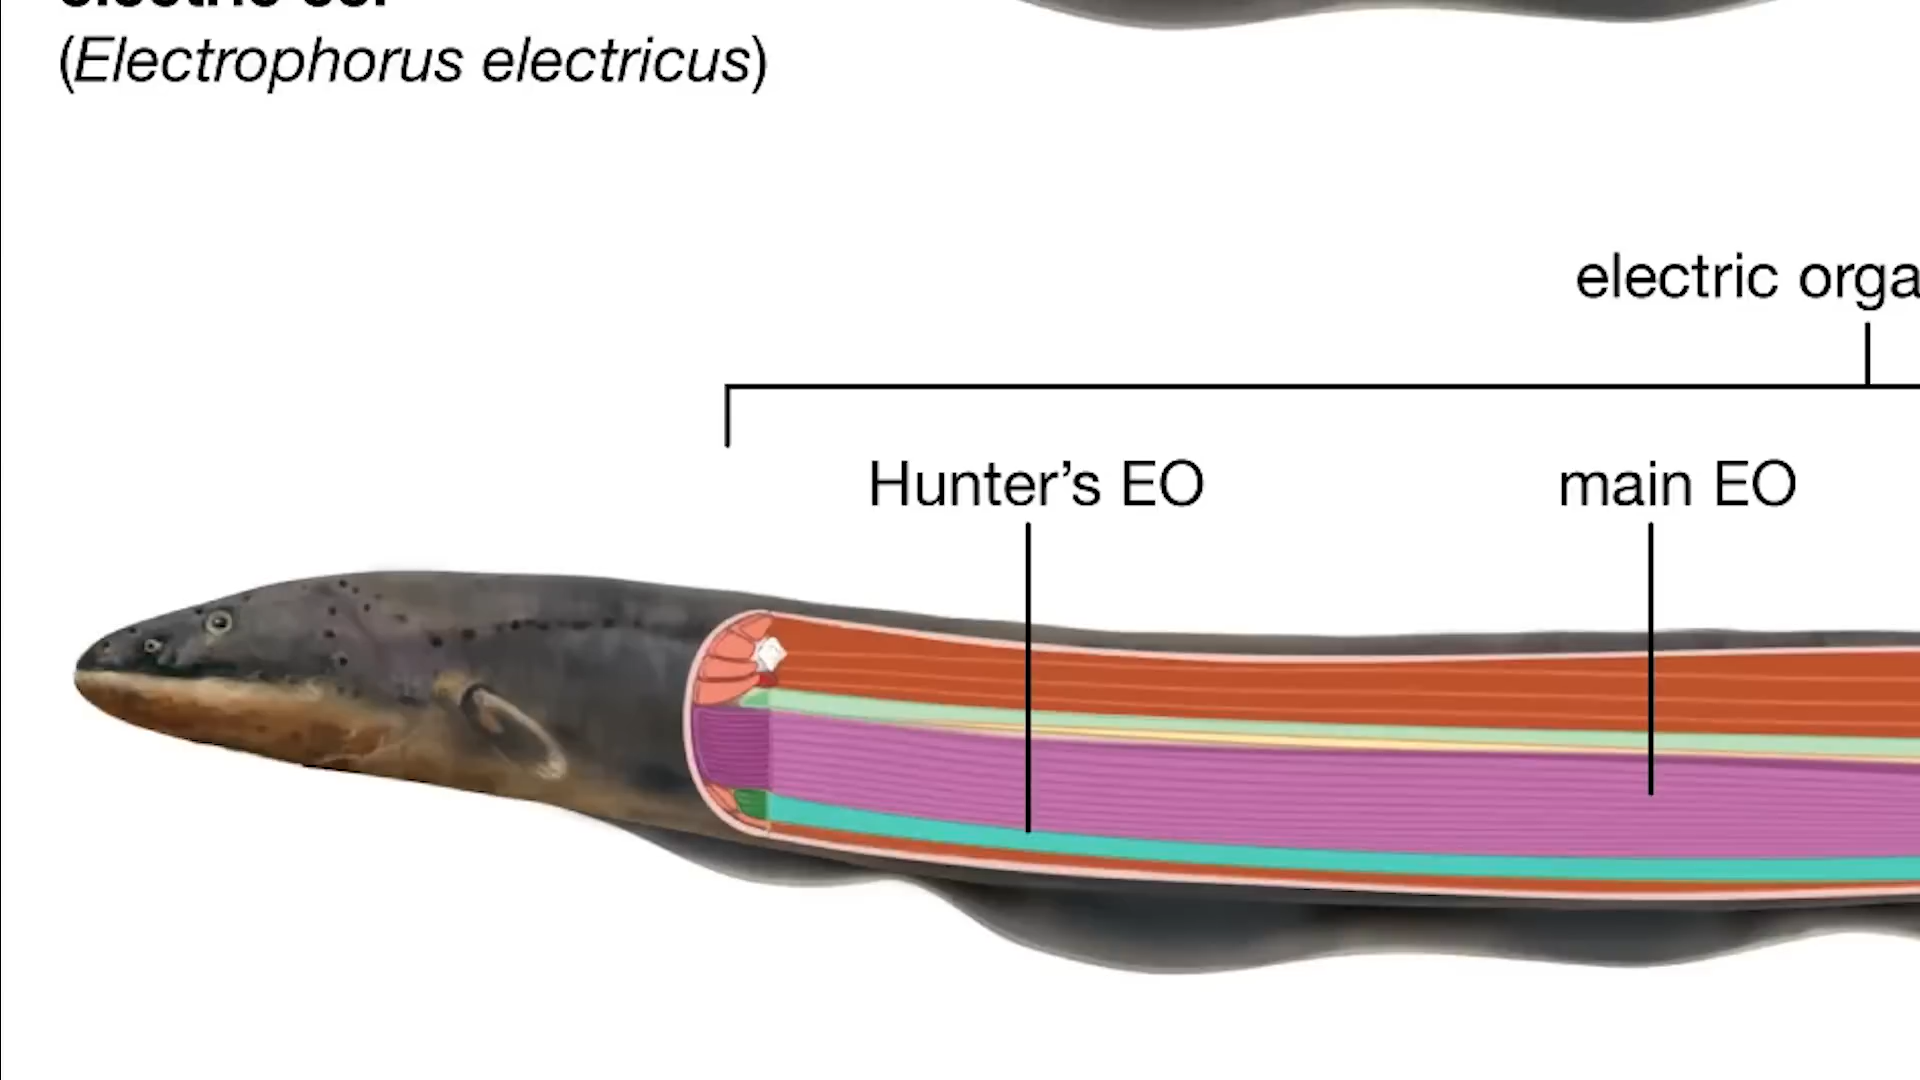 (Electrophorus electricus)
electric orga
Hunter’s EO
main EO